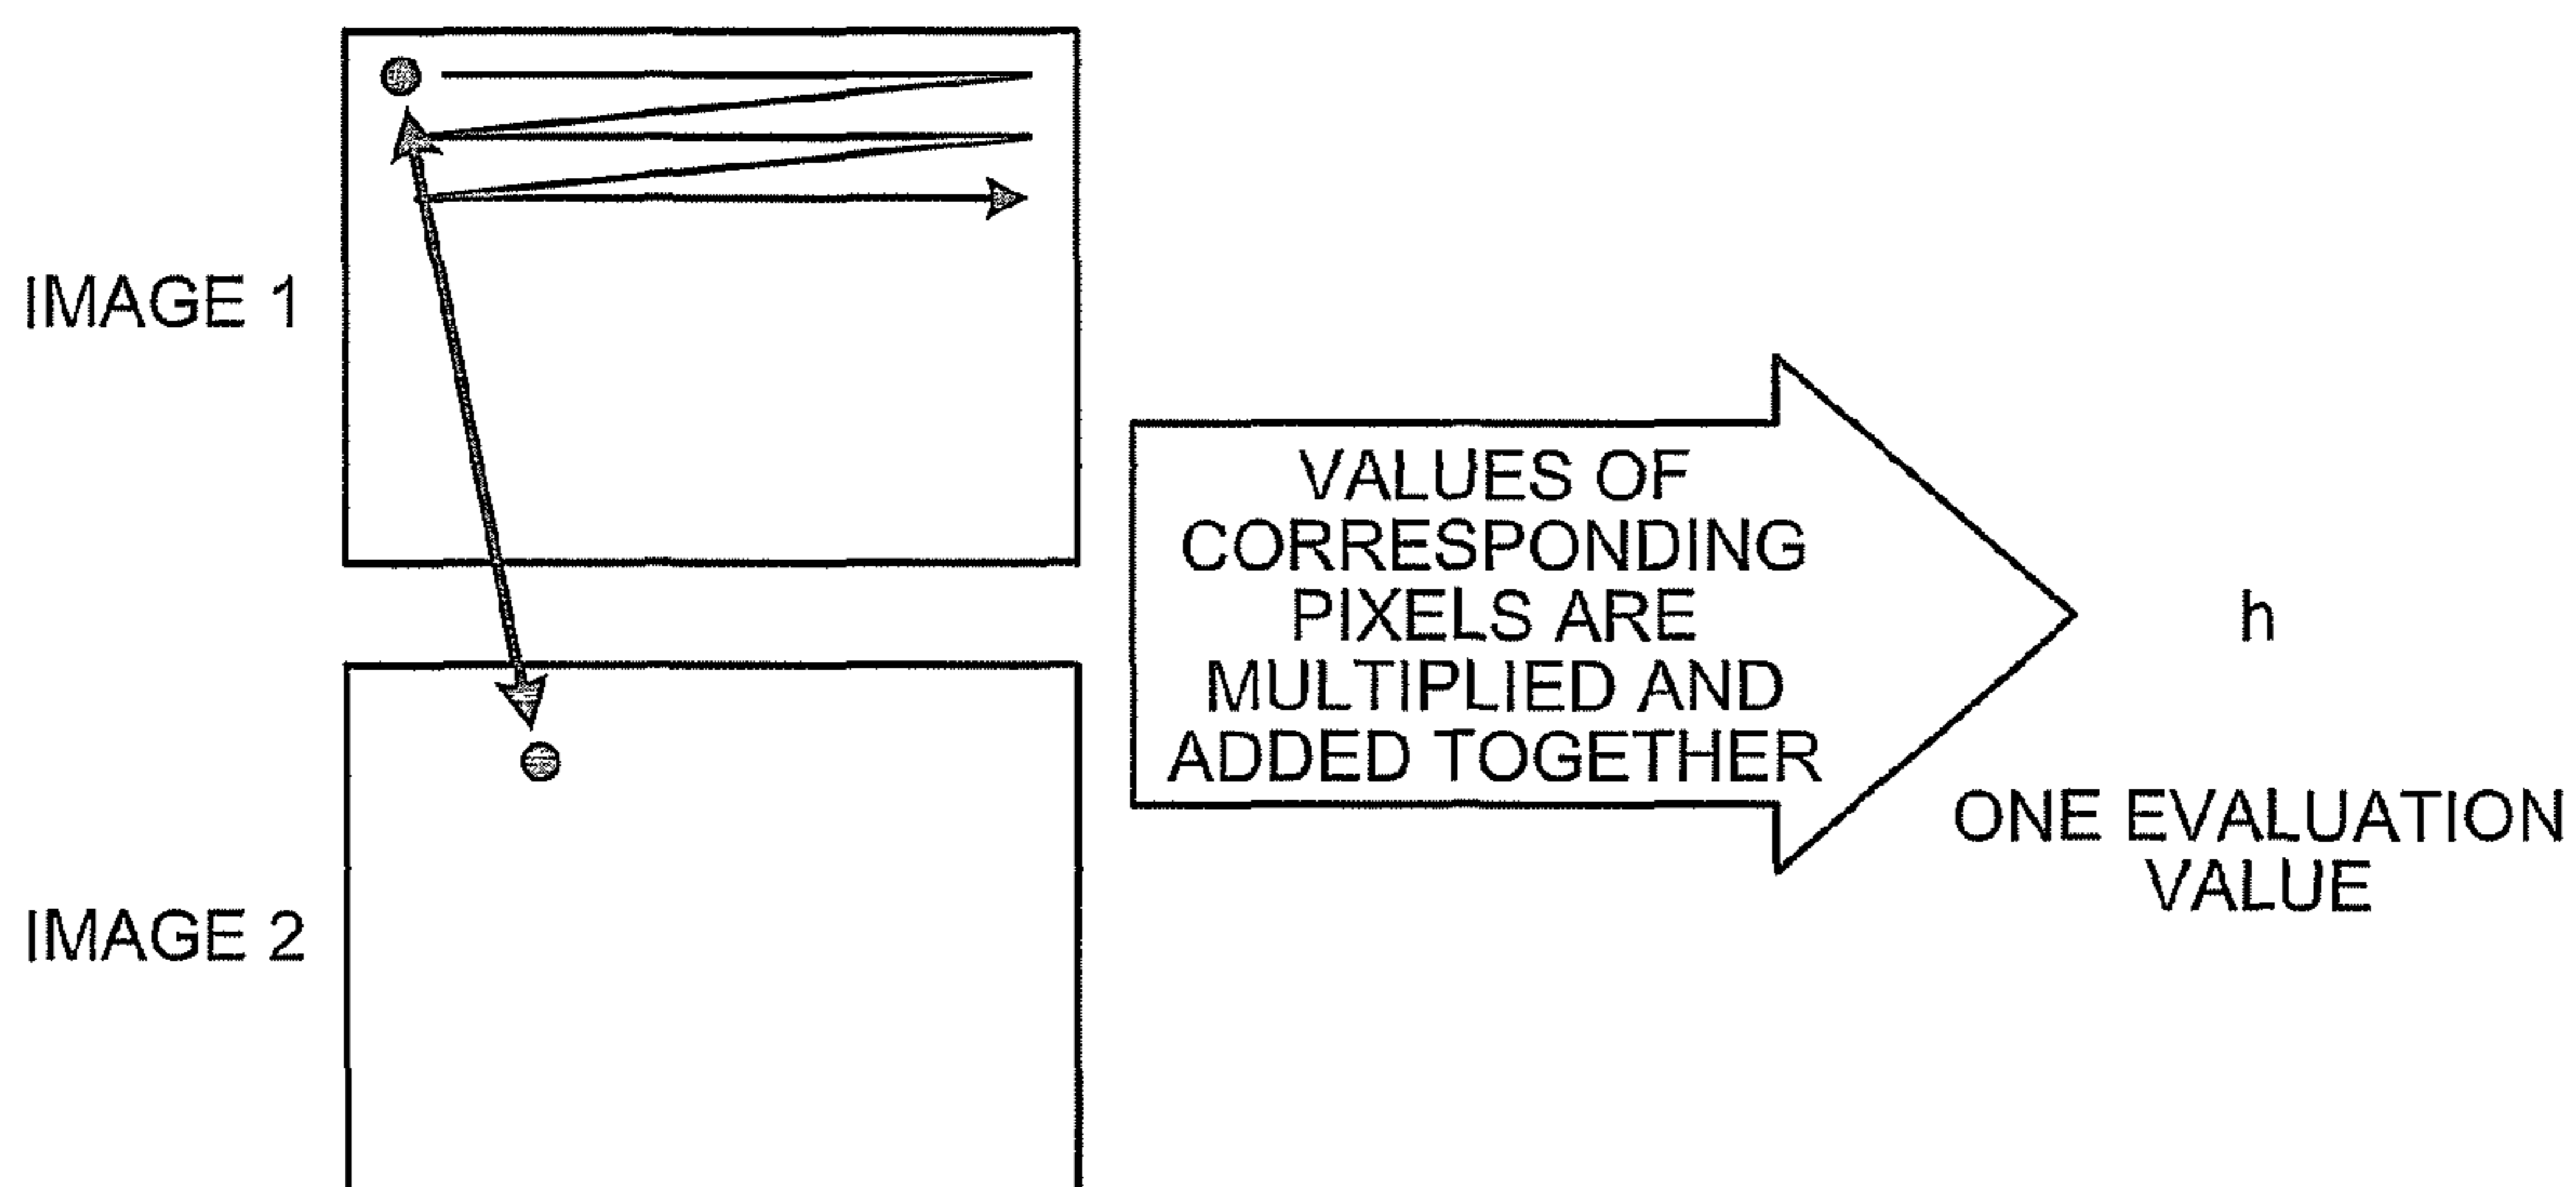 IMAGE 1
VALUES OF
CORRESPONDING
PIXELS ARE
MULTIPLIED AND
ADDED TOGETHER
h
ONE EVALUATION
VALUE
IMAGE 2